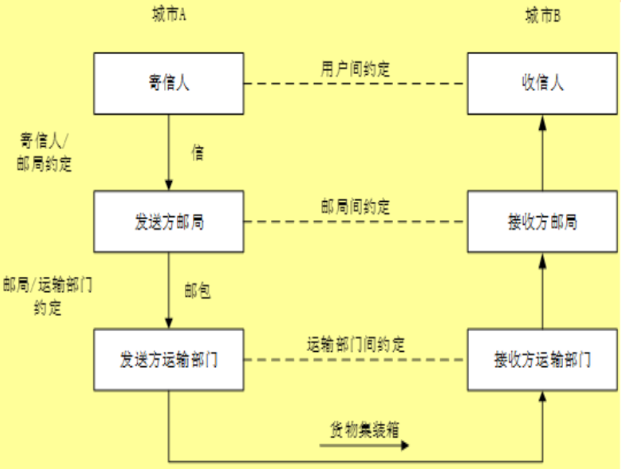 城市A
城市B
寄信人
用户间约定
收信人
寄信人/
邮局约定
信
发送方邮局
邮局间约定
接收方邮局
邮局/运输部门
约定
邮包
发送方运输部门
运输部门间约定
接收方运输部门
货物集装箱